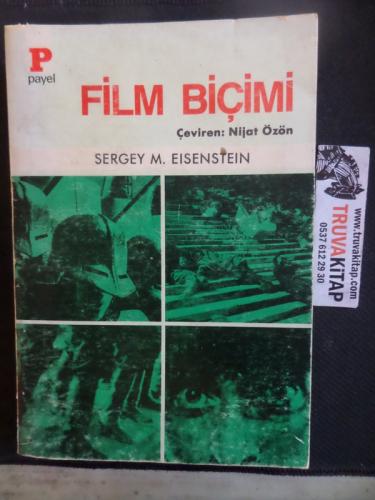 P
payel
FİLM BİÇİMİ
Çeviren: Nijat Özön
SERGEY M. EISENSTEIN
www.truvakitap.com
TRUVAKİTAP
0537 612 29 30